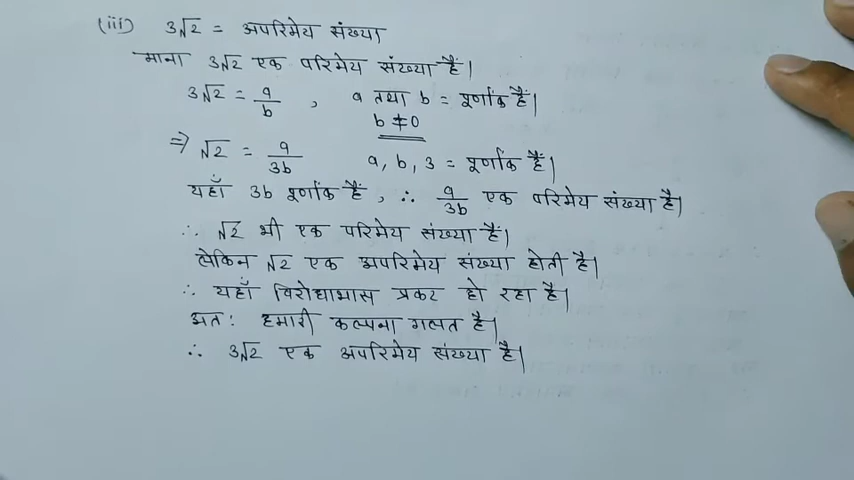 (iii) 3√2 = अपरिमेय संख्या
माना 3√2 एक परिमेय संख्या है।
3√2 = a/b , a तथा b = पूर्णांक है।
b ≠ 0
⇒ √2 = a/3b a, b, 3 = पूर्णांक हैं।
यहाँ 3b पूर्णांक हैं, ∴ a/3b एक परिमेय संख्या है।
∴ √2 भी एक परिमेय संख्या है।
लेकिन √2 एक अपरिमेय संख्या होती है।
∴ यहाँ विरोधाभास प्रकट हो रहा है।
अत: हमारी कल्पना गलत है।
∴ 3√2 एक अपरिमेय संख्या है।